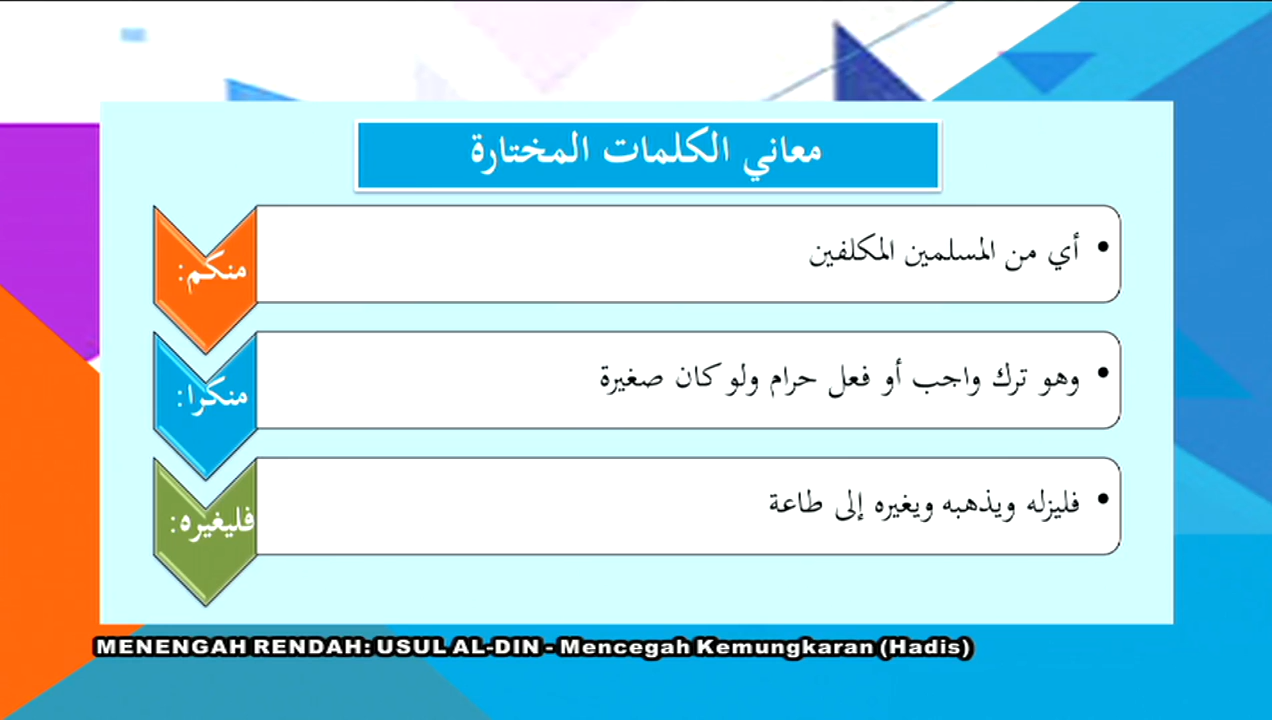 معاني الكلمات المختارة
منكم:
• أي من المسلمين المكلفين
منكرا:
• وهو ترك واجب أو فعل حرام ولو كان صغيرة
فليغيره:
• فليزله ويذهبه ويغيره إلى طاعة
MENENGAH RENDAH: USUL AL-DIN - Mencegah Kemungkaran (Hadis)